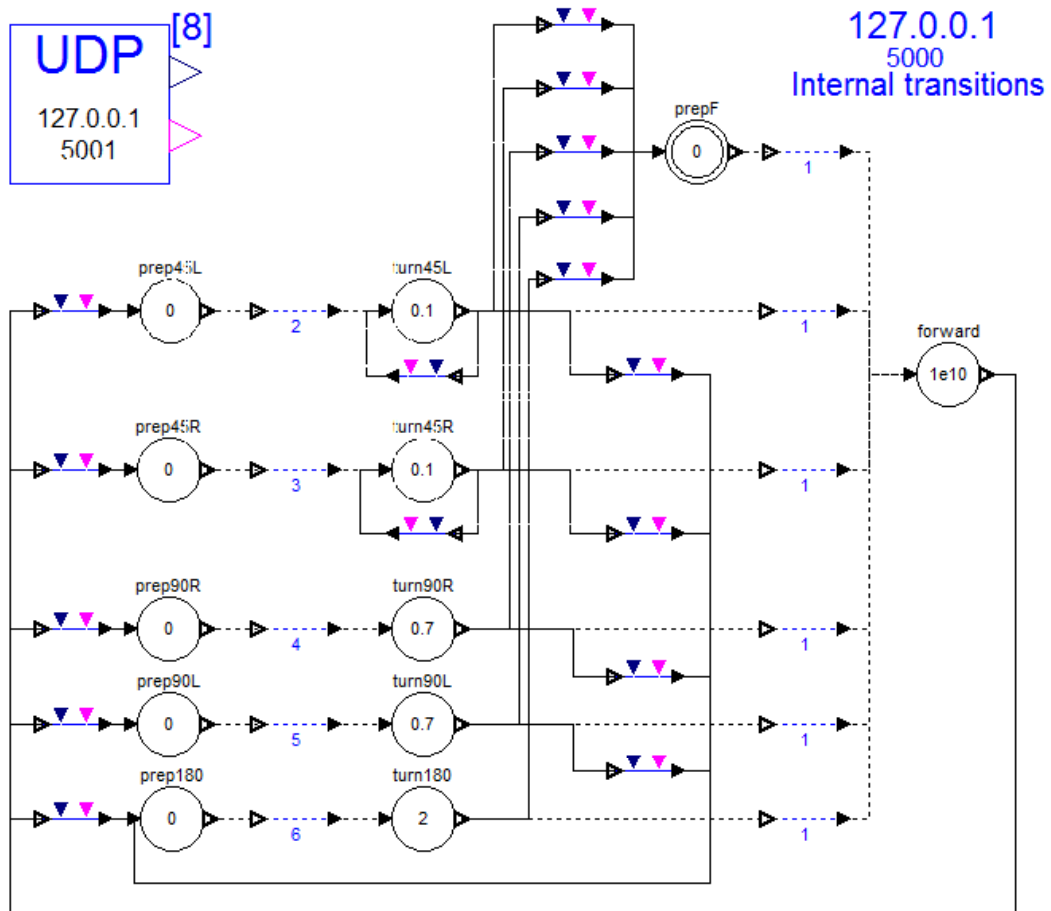 UDP
[8]
127.0.0.1
5001
127.0.0.1
5000
Internal transitions
prepF
0
1
prep45L
0
2
turn45L
0.1
1
forward
1e10
prep45R
0
3
turn45R
0.1
1
prep90R
0
4
turn90R
0.7
1
prep90L
0
5
turn90L
0.7
1
prep180
0
6
turn180
2
1